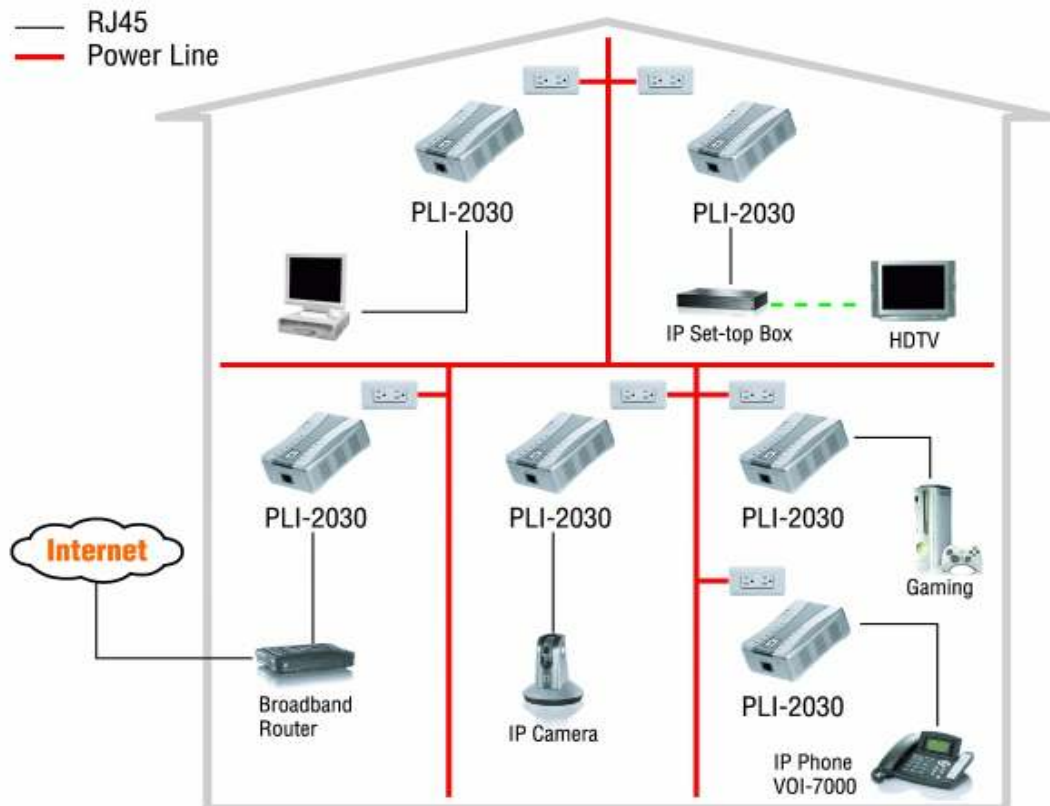 RJ45
Power Line
PLI-2030
PLI-2030
IP Set-top Box
HDTV
PLI-2030
PLI-2030
PLI-2030
Internet
Gaming
Broadband
Router
IP Camera
PLI-2030
IP Phone
VOI-7000